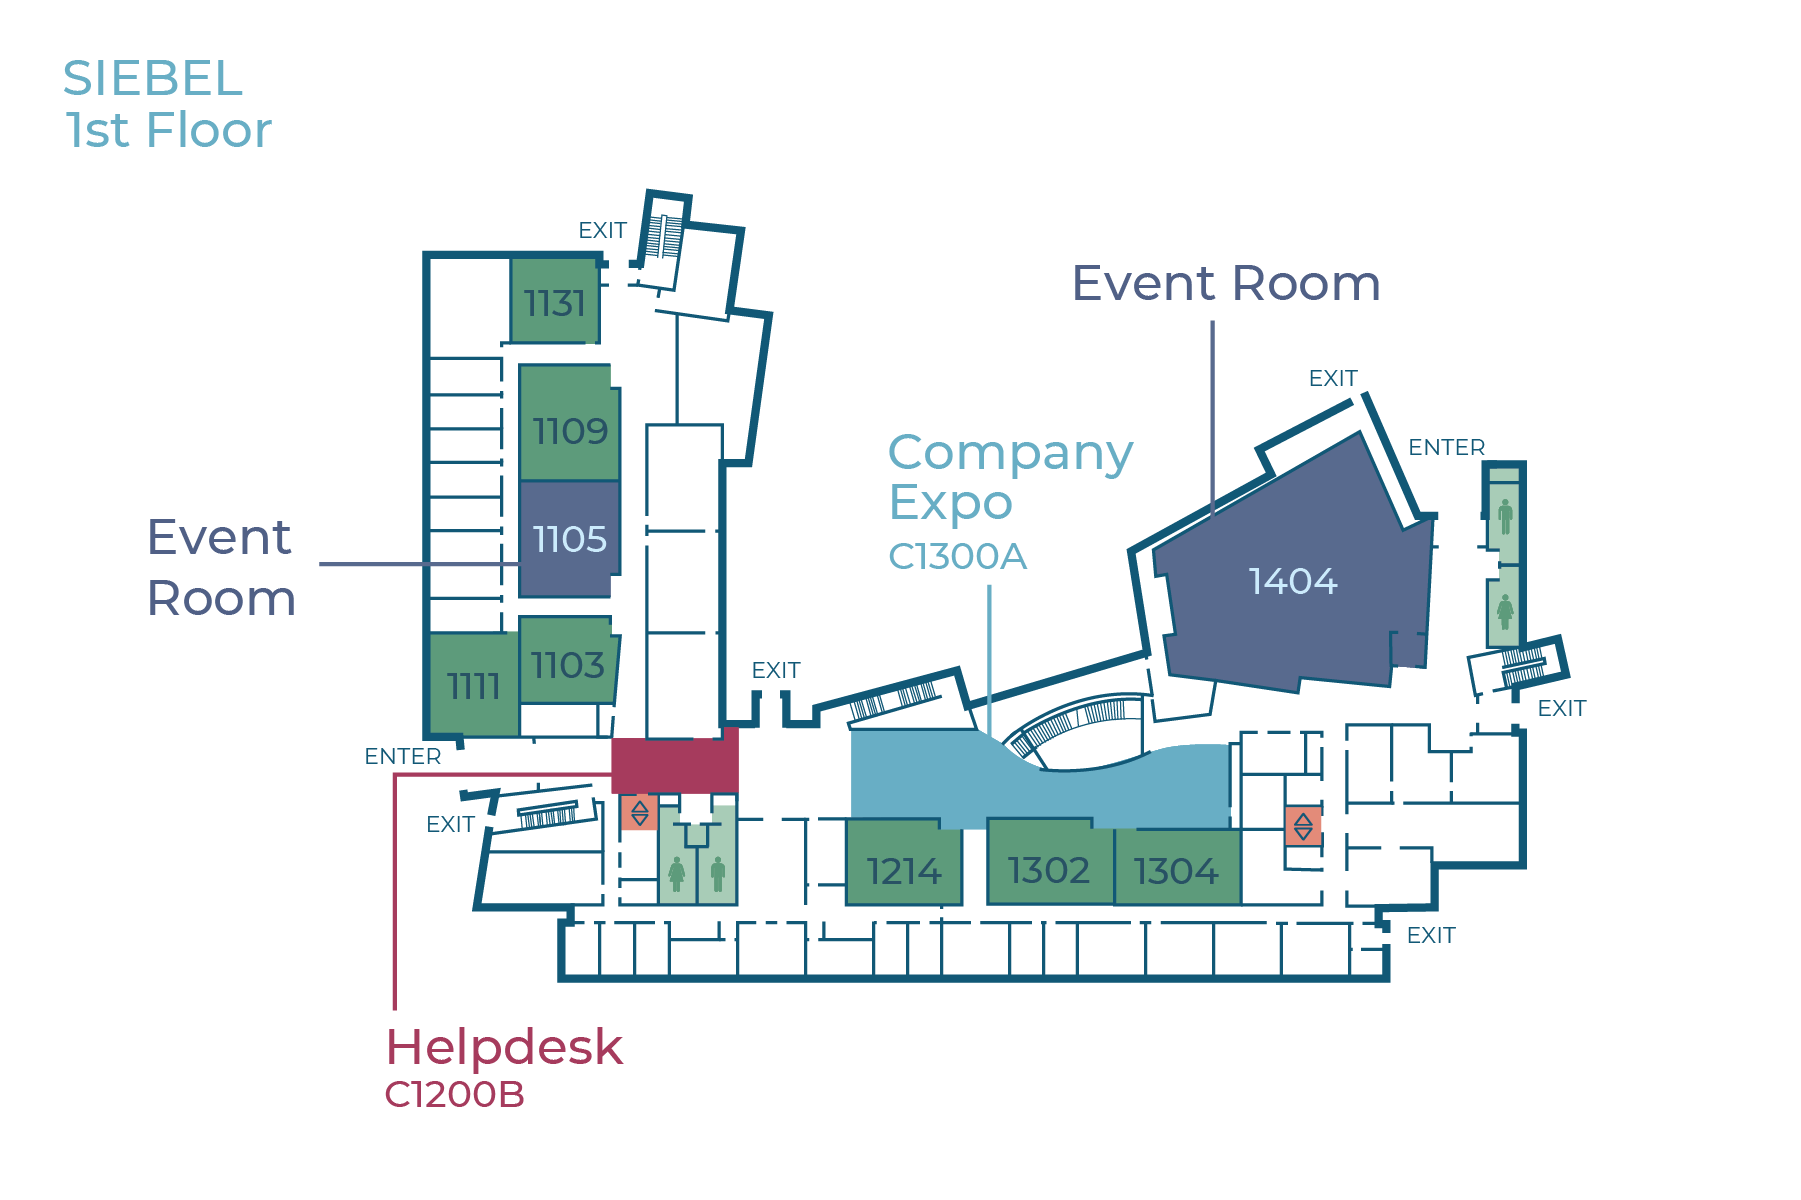 SIEBEL
1st Floor
EXIT
1131
Event Room
EXIT
1109
ENTER
Company
Expo
C1300A
Event
Room
1105
1404
1103
1111
EXIT
EXIT
ENTER
EXIT
1214
1302
1304
EXIT
Helpdesk
C1200B